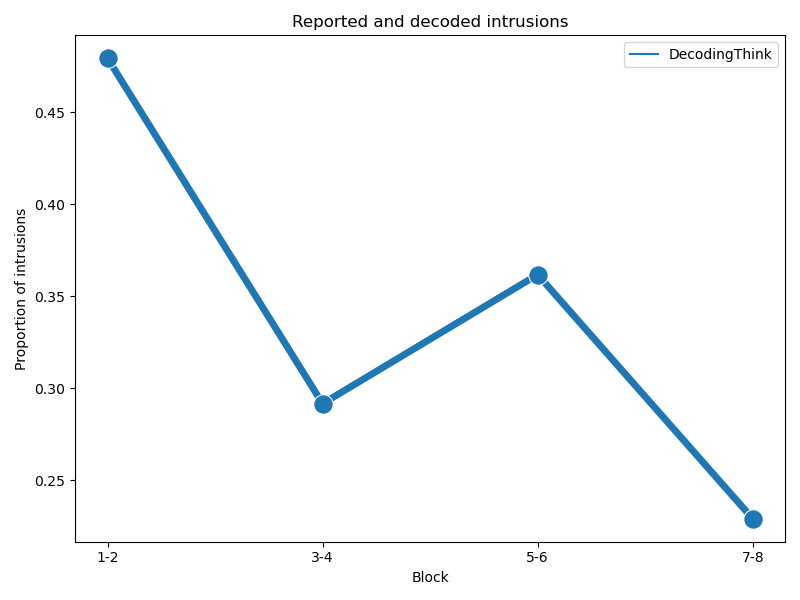 Reported and decoded intrusions
DecodingThink
Proportion of intrusions
0.45
0.40
0.35
0.30
0.25
1-2
3-4
5-6
7-8
Block